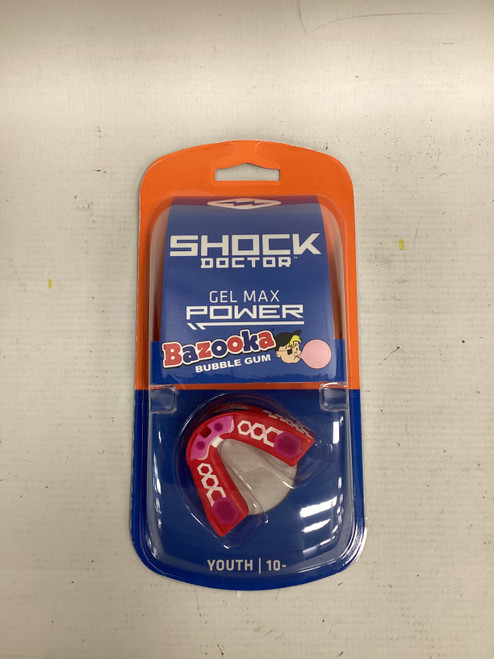 SHOCK
DOCTOR™
GEL MAX
POWER
Bazooka
BUBBLE GUM
YOUTH | 10-